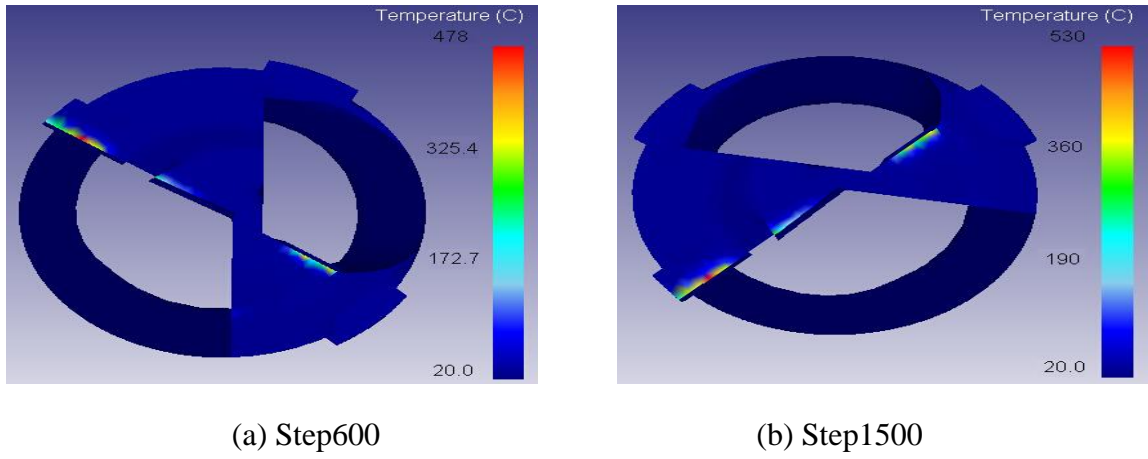 Temperature (C)
478
325.4
172.7
20.0
Temperature (C)
530
360
190
20.0
(a) Step600
(b) Step1500